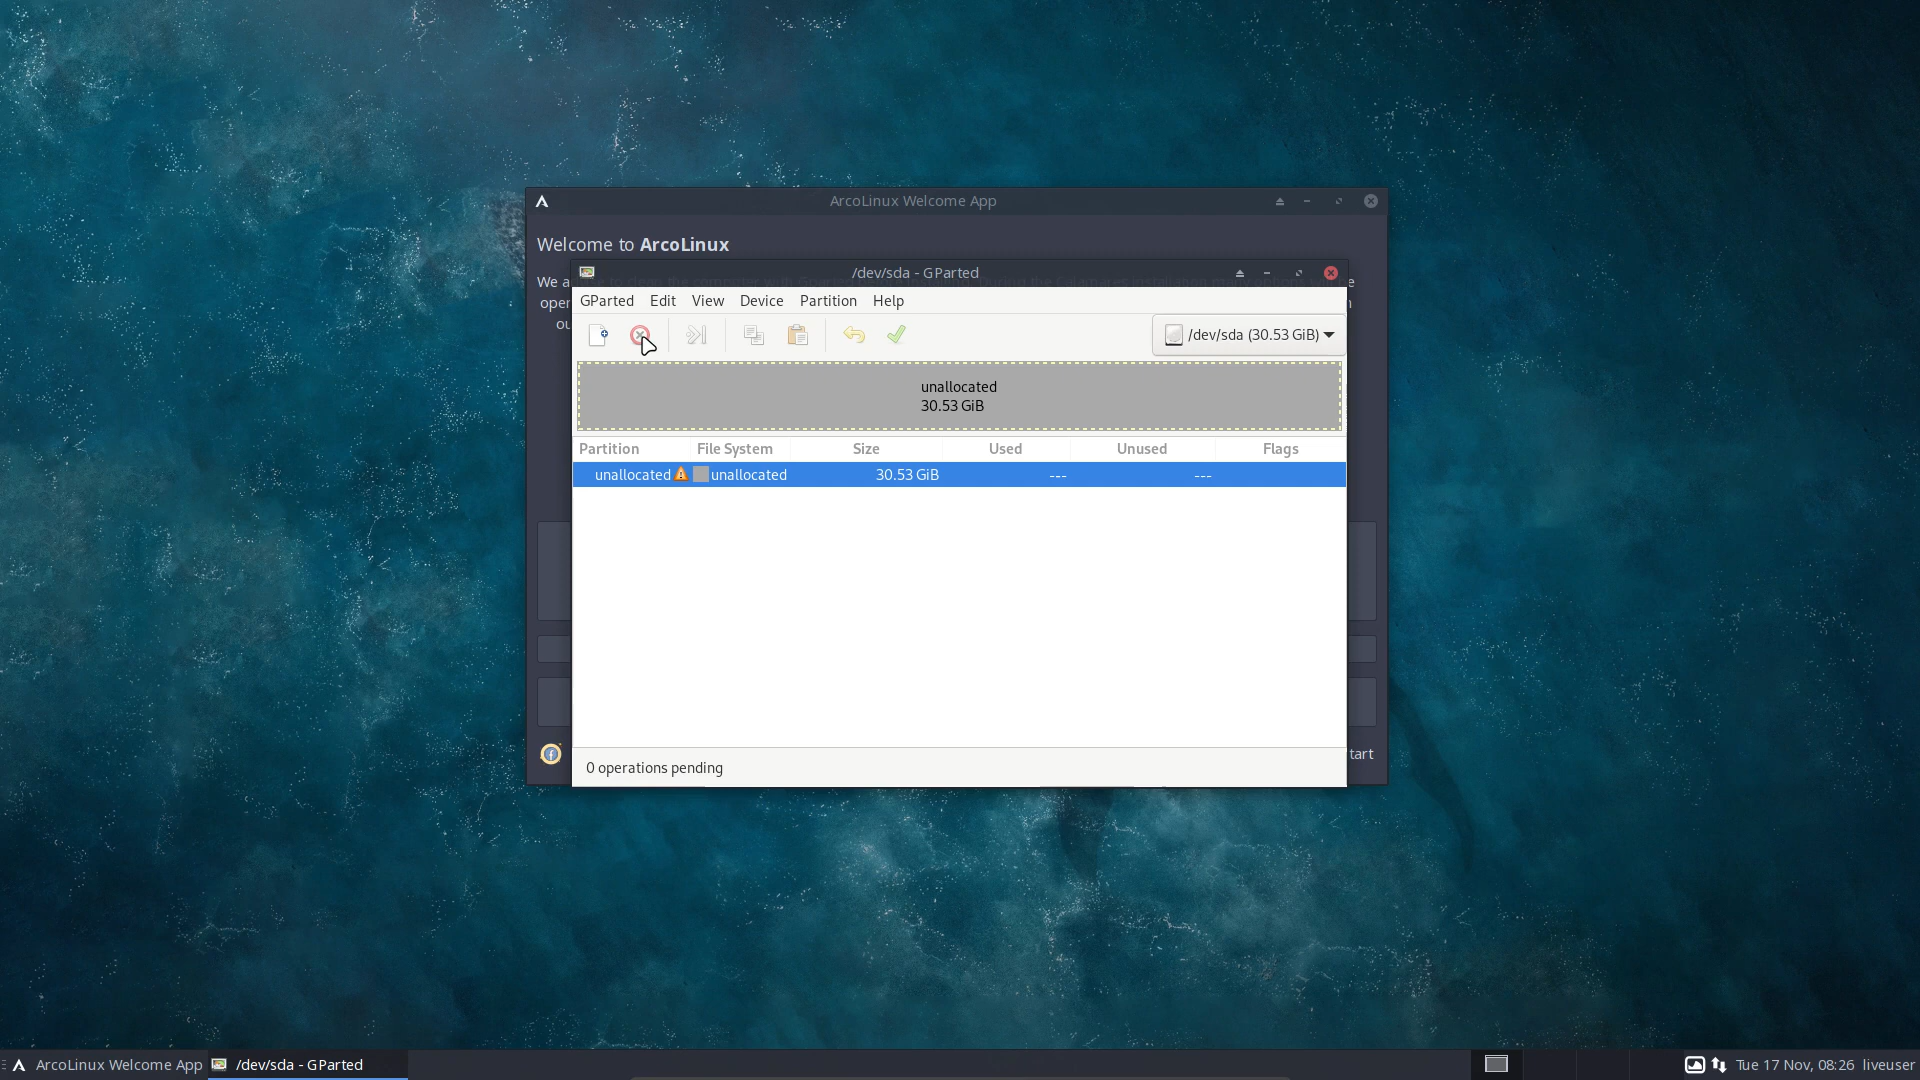 ArcoLinux Welcome App
Welcome to ArcoLinux
We a
e
oper
ou
/dev/sda - GParted
GParted Edit View Device Partition Help
/dev/sda (30.53 GiB)
unallocated
30.53 GiB
Partition File System Size Used Unused Flags
unallocated unallocated 30.53 GiB --- ---
0 operations pending
tart
ArcoLinux Welcome App /dev/sda - GParted Tue 17 Nov, 08:26 liveuser